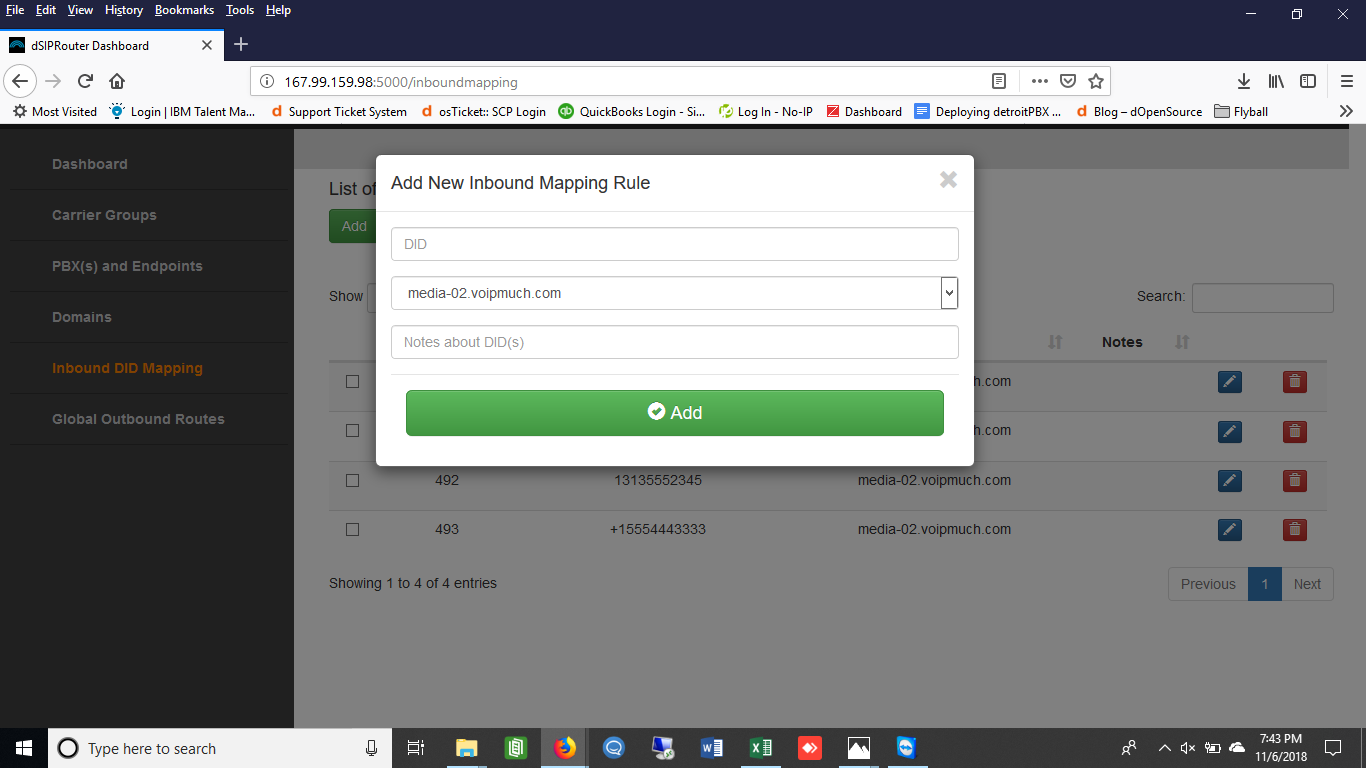 File Edit View History Bookmarks Tools Help
dSIPRouter Dashboard
167.99.159.98:5000/inboundmapping
Most Visited Login | IBM Talent Ma... Support Ticket System osTicket:: SCP Login QuickBooks Login - Si... Log In - No-IP Dashboard Deploying detroitPBX ... Blog – dOpenSource Flyball
Dashboard
Carrier Groups
PBX(s) and Endpoints
Domains
Inbound DID Mapping
Global Outbound Routes
List of
Add
Show
Search:
Notes
Add New Inbound Mapping Rule
DID
media-02.voipmuch.com
Notes about DID(s)
Add
h.com
h.com
492 13135552345 media-02.voipmuch.com
493 +15554443333 media-02.voipmuch.com
Showing 1 to 4 of 4 entries
Previous 1 Next
Type here to search
7:43 PM
11/6/2018